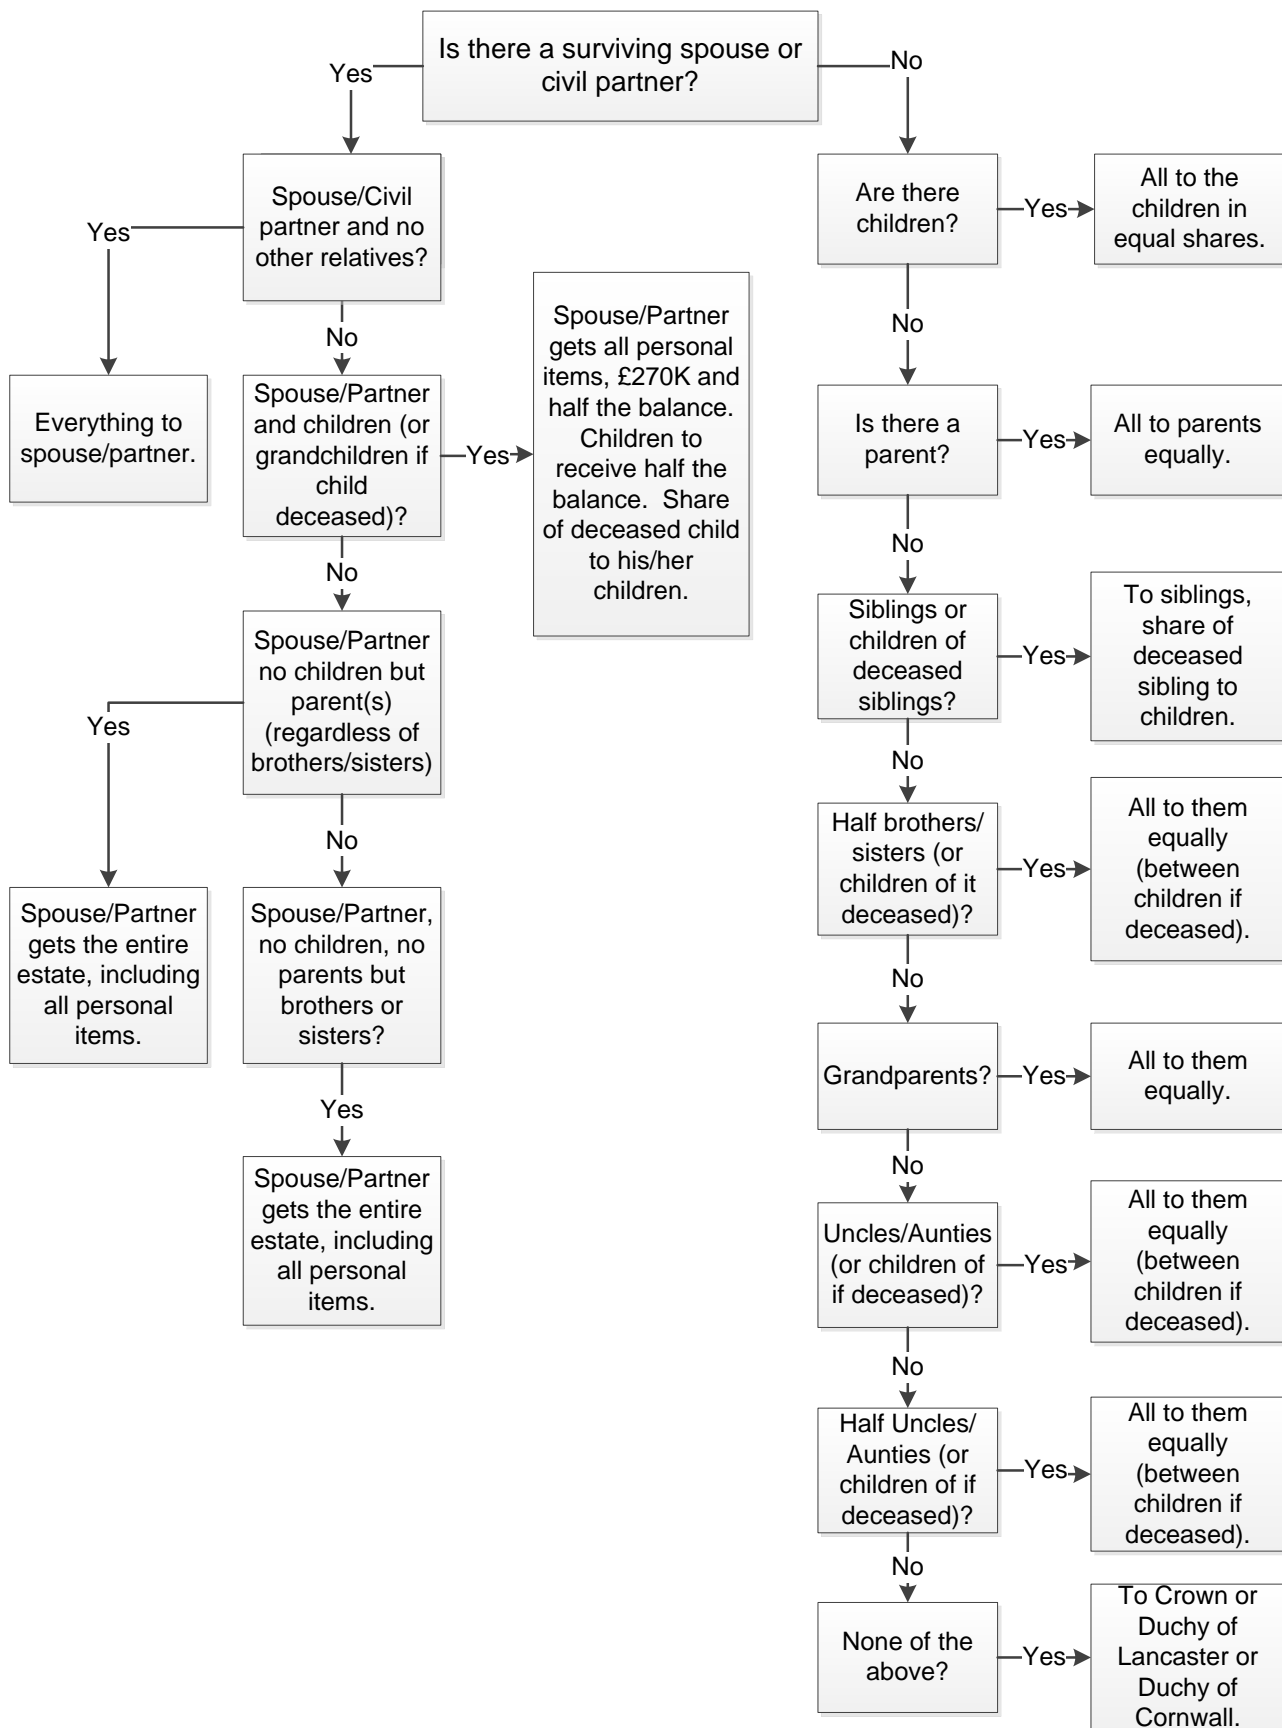 Is there a surviving spouse or
civil partner?
Yes
No
Spouse/Civil
partner and no
other relatives?
Yes
No
Everything to
spouse/partner.
Spouse/Partner
and children (or
grandchildren if
child
deceased)?
Yes
Spouse/Partner
gets all personal
items, £270K and
half the balance.
Children to
receive half the
balance.  Share
of deceased child
to his/her
children.
No
Spouse/Partner
no children but
parent(s)
(regardless of
brothers/sisters)
Yes
No
Spouse/Partner
gets the entire
estate, including
all personal
items.
Spouse/Partner,
no children, no
parents but
brothers or
sisters?
Yes
Spouse/Partner
gets the entire
estate, including
all personal
items.
Are there
children?
Yes
All to the
children in
equal shares.
No
Is there a
parent?
Yes
All to parents
equally.
No
Siblings or
children of
deceased
siblings?
Yes
To siblings,
share of
deceased
sibling to
children.
No
Half brothers/
sisters (or
children of it
deceased)?
Yes
All to them
equally
(between
children if
deceased).
No
Grandparents?
Yes
All to them
equally.
No
Uncles/Aunties
(or children of
if deceased)?
Yes
All to them
equally
(between
children if
deceased).
No
Half Uncles/
Aunties (or
children of if
deceased)?
Yes
All to them
equally
(between
children if
deceased).
No
None of the
above?
Yes
To Crown or
Duchy of
Lancaster or
Duchy of
Cornwall.